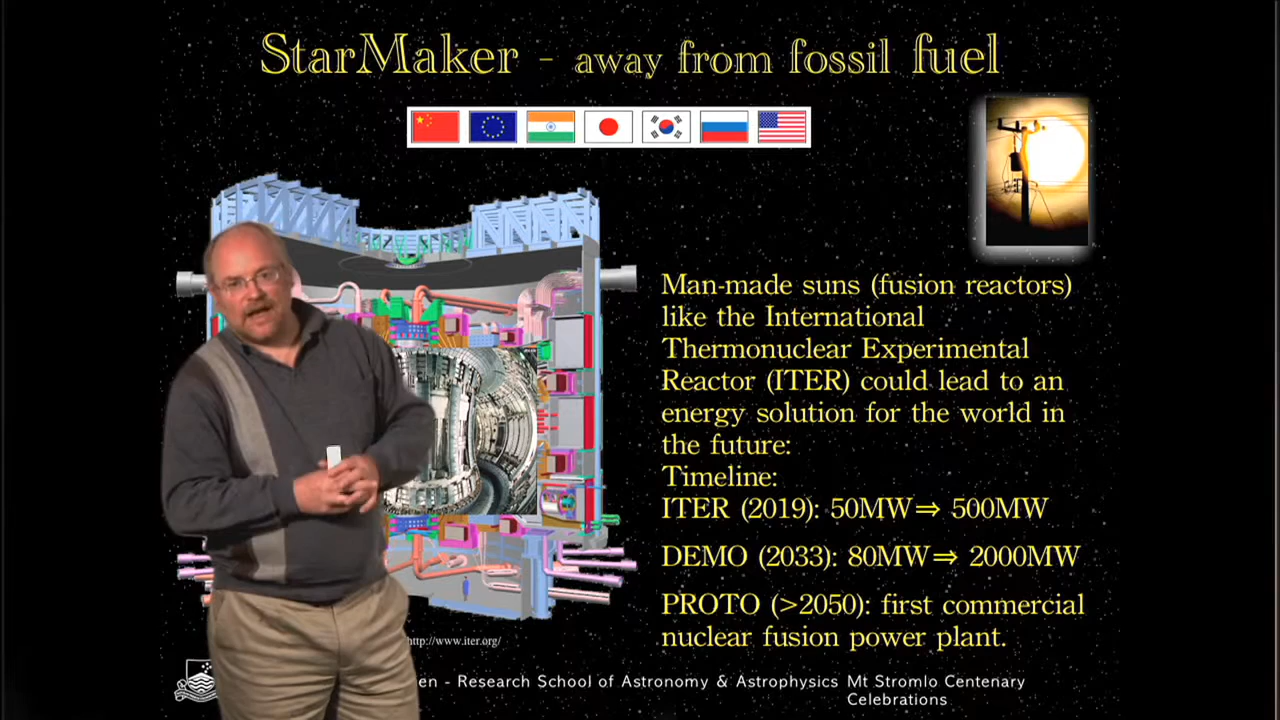 StarMaker - away from fossil fuel
Man-made suns (fusion reactors)
like the International
Thermonuclear Experimental
Reactor (ITER) could lead to an
energy solution for the world in
the future:
Timeline:
ITER (2019): 50MW⇒ 500MW
DEMO (2033): 80MW⇒ 2000MW
PROTO (>2050): first commercial
nuclear fusion power plant.
http://www.iter.org/
- Research School of Astronomy & Astrophysics Mt Stromlo Centenary
Celebrations